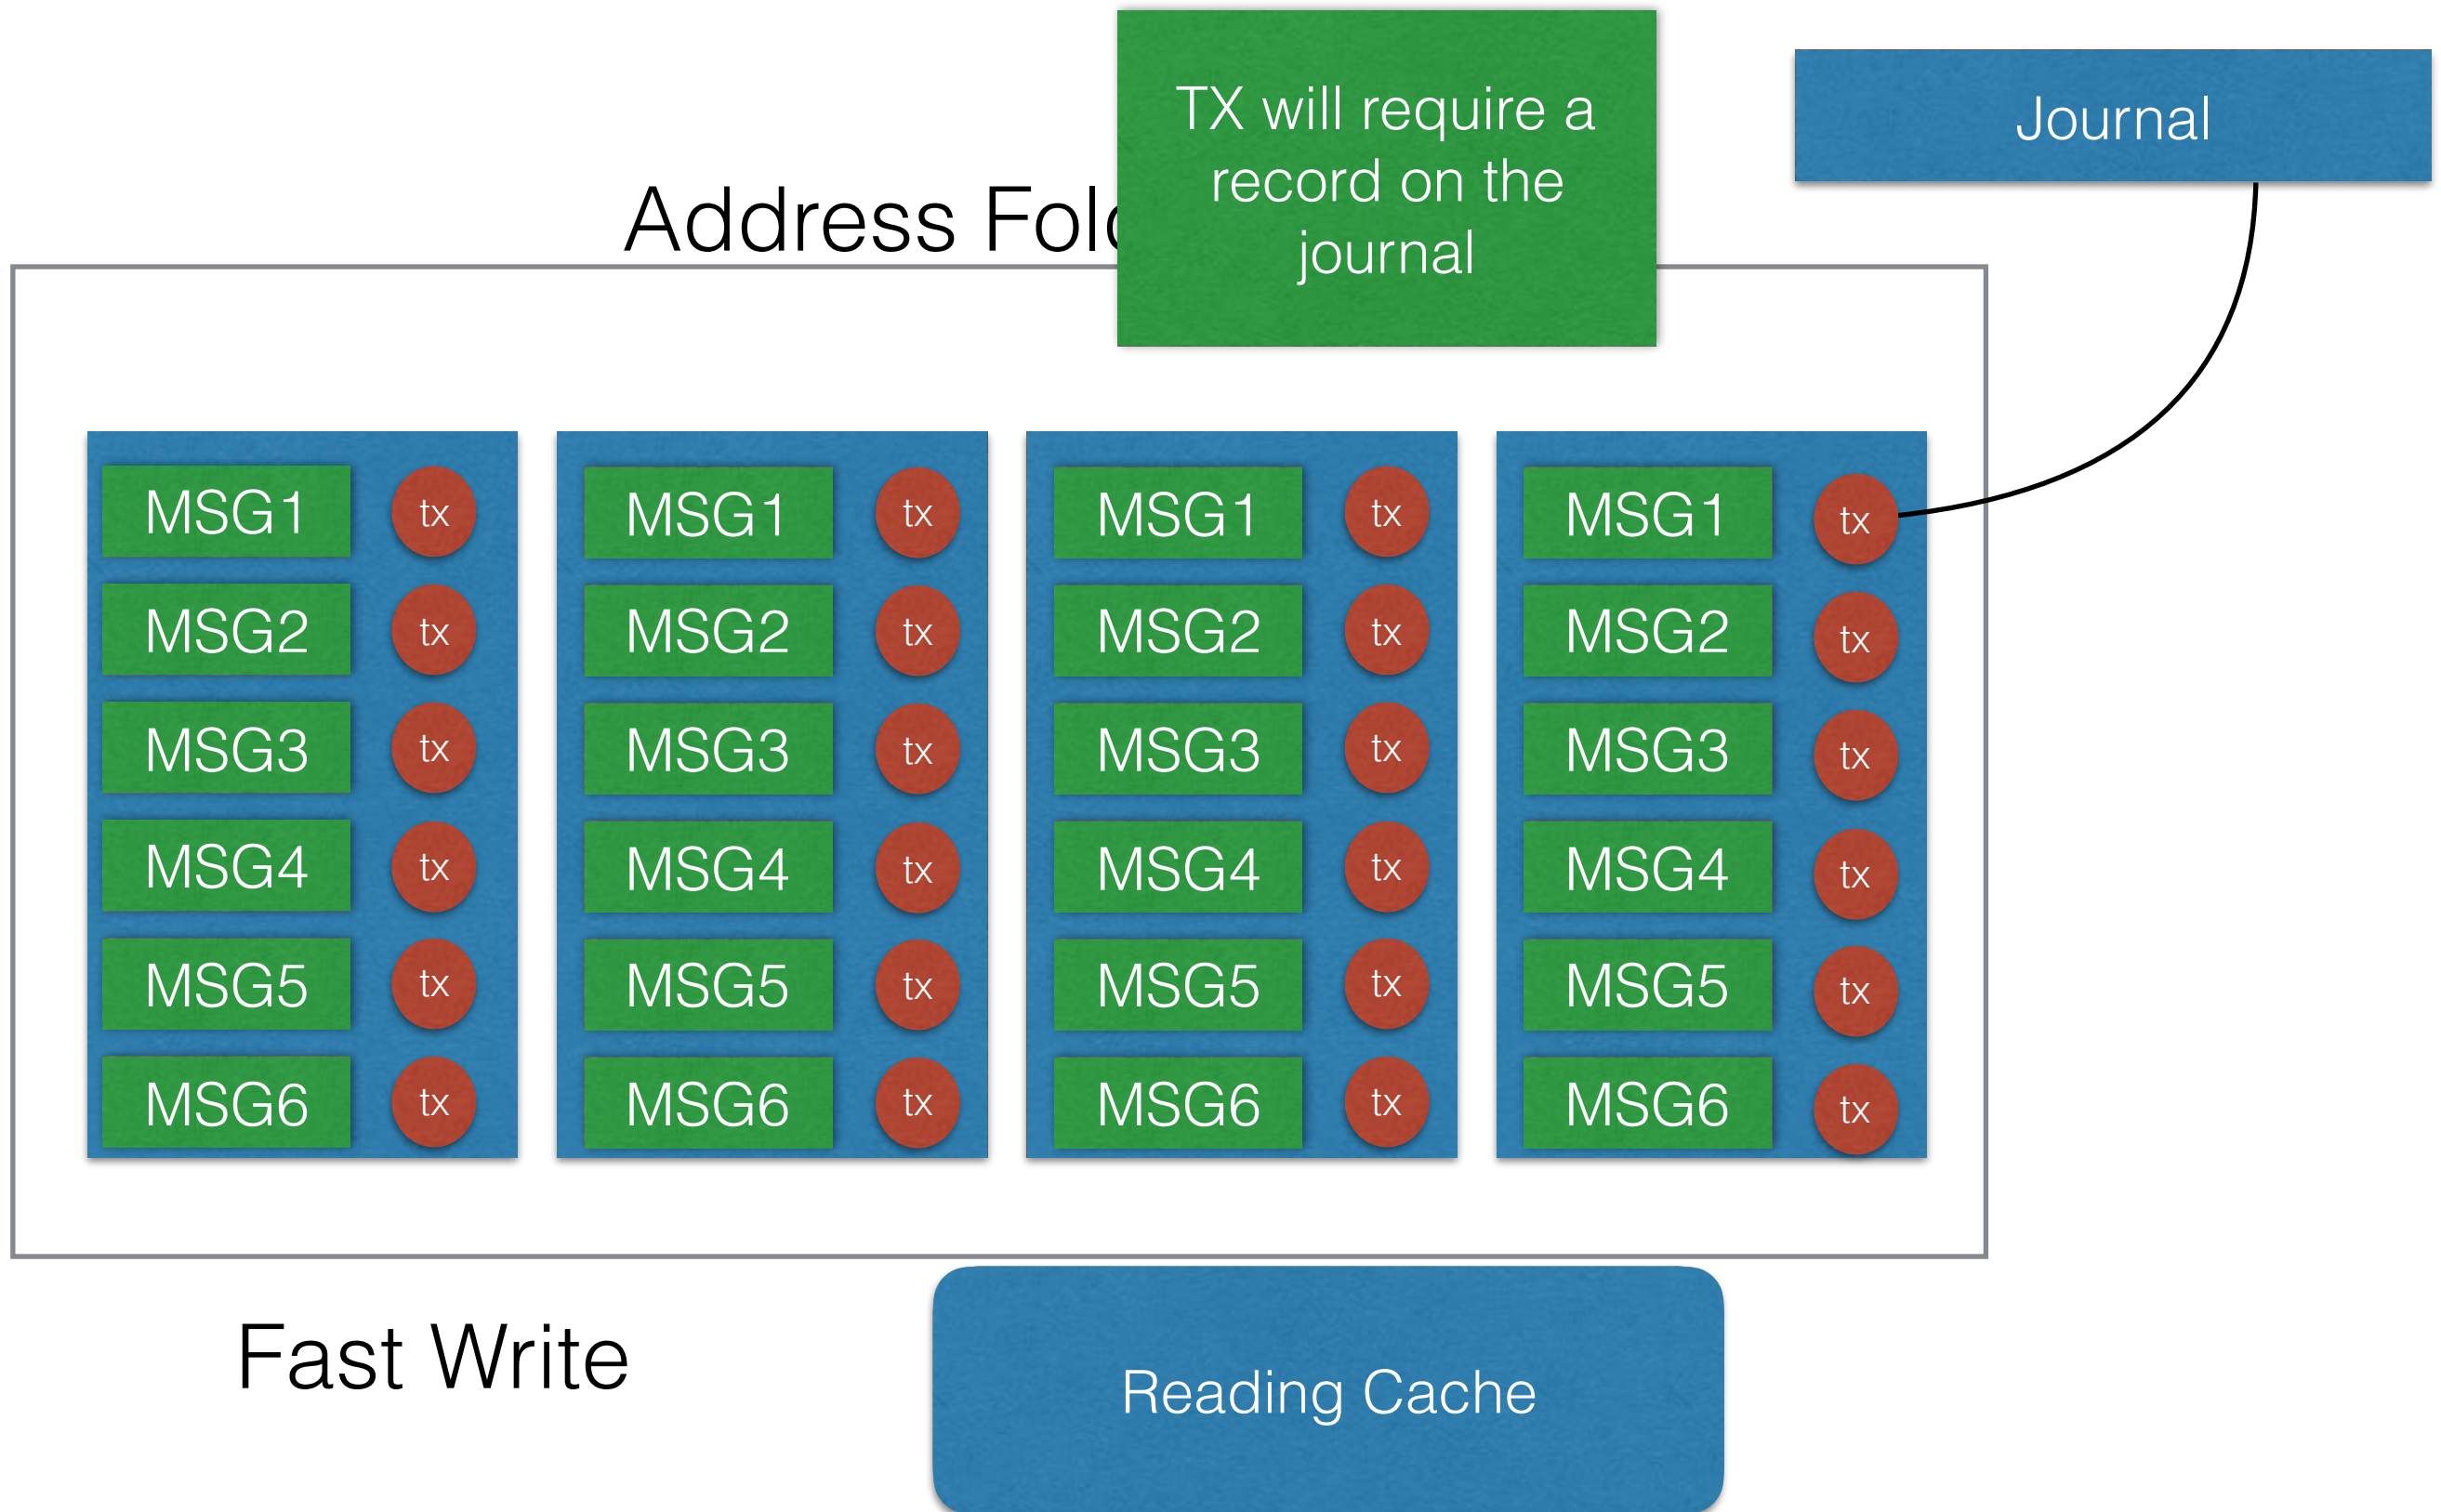 TX will require a
record on the
journal
Journal
Address Fol
MSG1 tx MSG1 tx MSG1 tx MSG1 tx
MSG2 tx MSG2 tx MSG2 tx MSG2 tx
MSG3 tx MSG3 tx MSG3 tx MSG3 tx
MSG4 tx MSG4 tx MSG4 tx MSG4 tx
MSG5 tx MSG5 tx MSG5 tx MSG5 tx
MSG6 tx MSG6 tx MSG6 tx MSG6 tx
Fast Write
Reading Cache